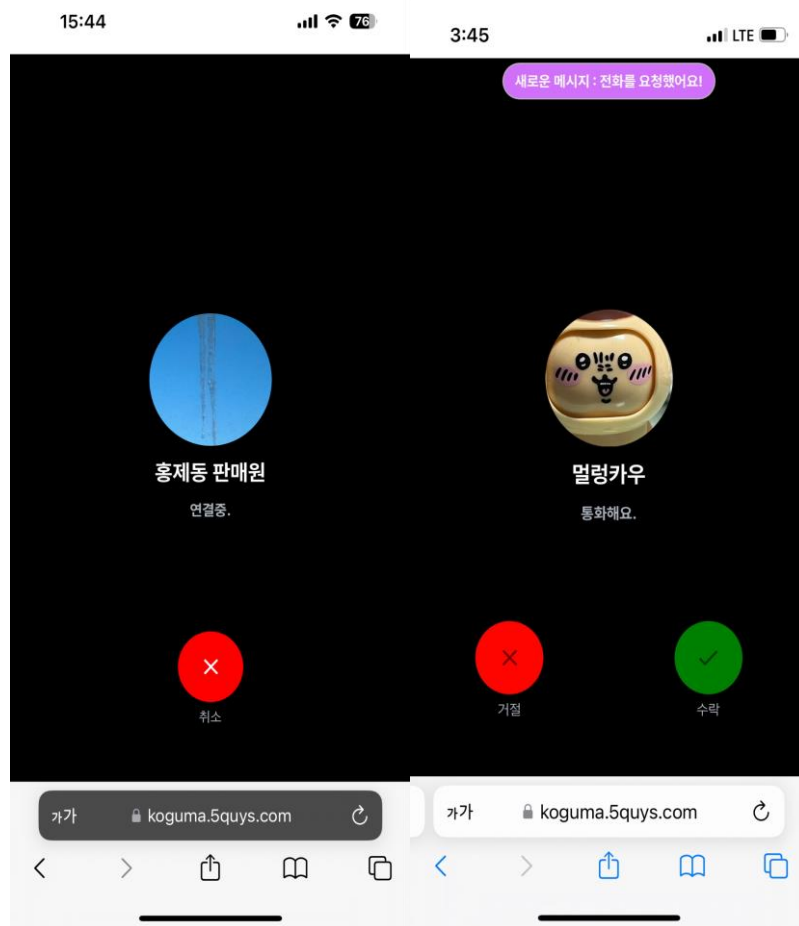 15:44
76
홍제동 판매원
연결중.
취소
가가
koguma.5quys.com
3:45
LTE
새로운 메시지 : 전화를 요청했어요!
멀렁카우
통화해요.
거절
수락
가가
koguma.5quys.com